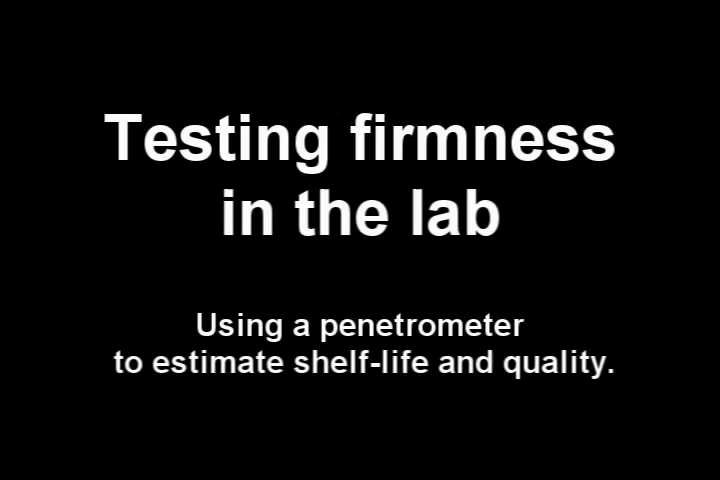 Testing firmness
in the lab
Using a penetrometer
to estimate shelf-life and quality.